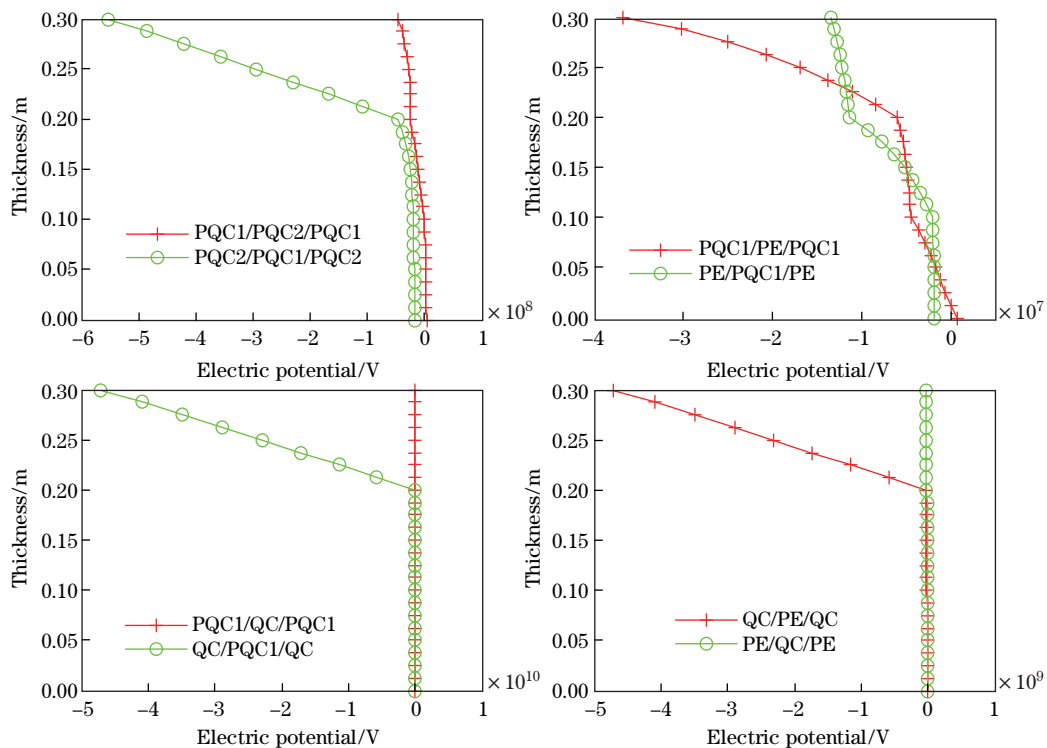 0.30
0.25
0.20
0.15
0.10
0.05
0.00
Thickness/m
PQC1/PQC2/PQC1
PQC2/PQC1/PQC2
−6 −5 −4 −3 −2 −1 0 1
×10^8
Electric potential/V
0.30
0.25
0.20
0.15
0.10
0.05
0.00
Thickness/m
PQC1/PE/PQC1
PE/PQC1/PE
−4 −3 −2 −1 0
×10^7
Electric potential/V
0.30
0.25
0.20
0.15
0.10
0.05
0.00
Thickness/m
PQC1/QC/PQC1
QC/PQC1/QC
−5 −4 −3 −2 −1 0 1
×10^10
Electric potential/V
0.30
0.25
0.20
0.15
0.10
0.05
0.00
Thickness/m
QC/PE/QC
PE/QC/PE
−5 −4 −3 −2 −1 0 1
×10^9
Electric potential/V